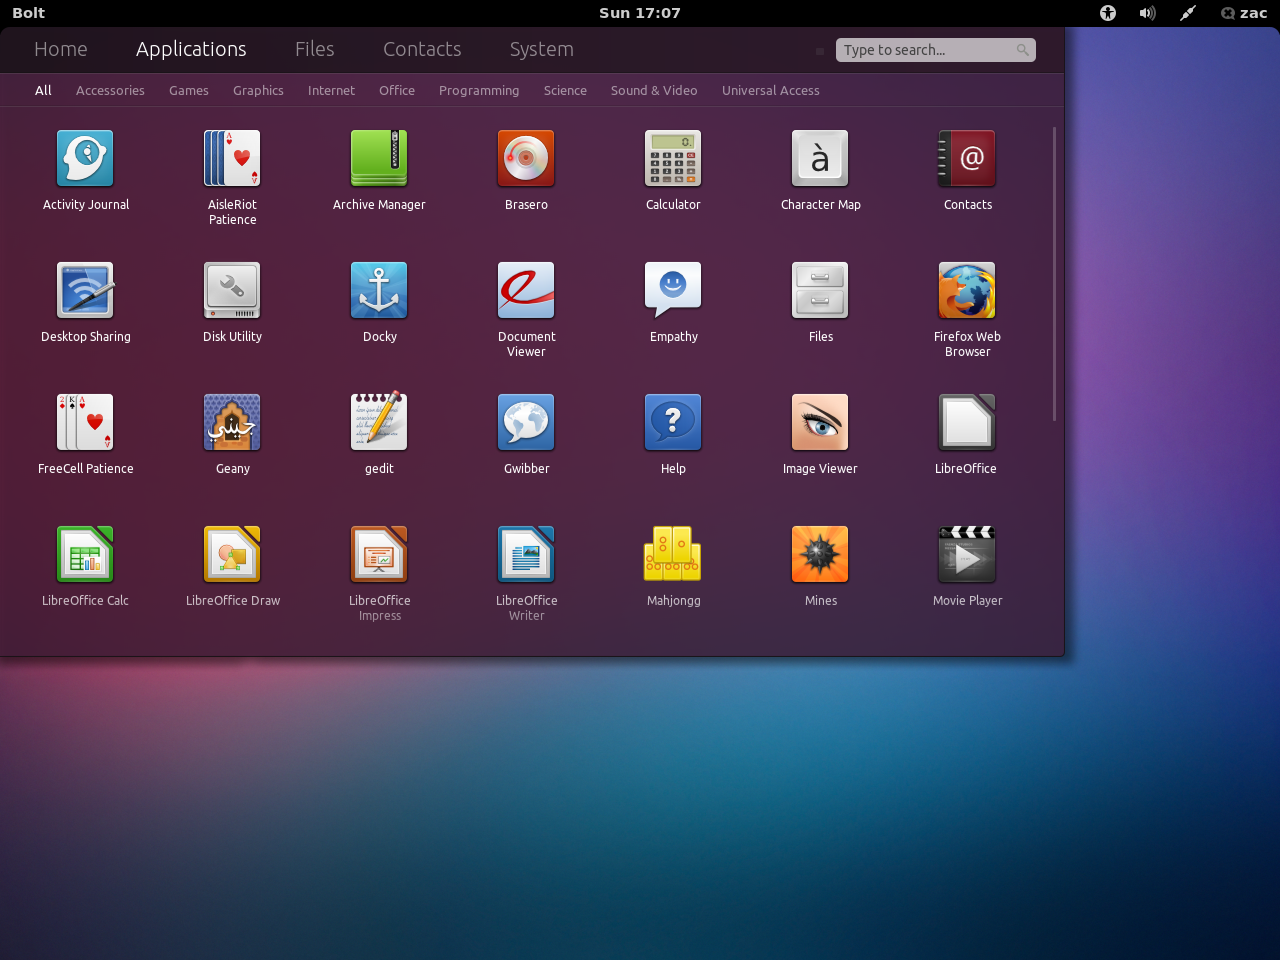 Bolt
Sun 17:07
zac
Home Applications Files Contacts System
Type to search...
All Accessories Games Graphics Internet Office Programming Science Sound & Video Universal Access
Activity Journal
AisleRiot
Patience
Archive Manager
Brasero
Calculator
Character Map
Contacts
Desktop Sharing
Disk Utility
Docky
Document
Viewer
Empathy
Files
Firefox Web
Browser
FreeCell Patience
Geany
gedit
Gwibber
Help
Image Viewer
LibreOffice
LibreOffice Calc
LibreOffice Draw
LibreOffice
Impress
LibreOffice
Writer
Mahjongg
Mines
Movie Player